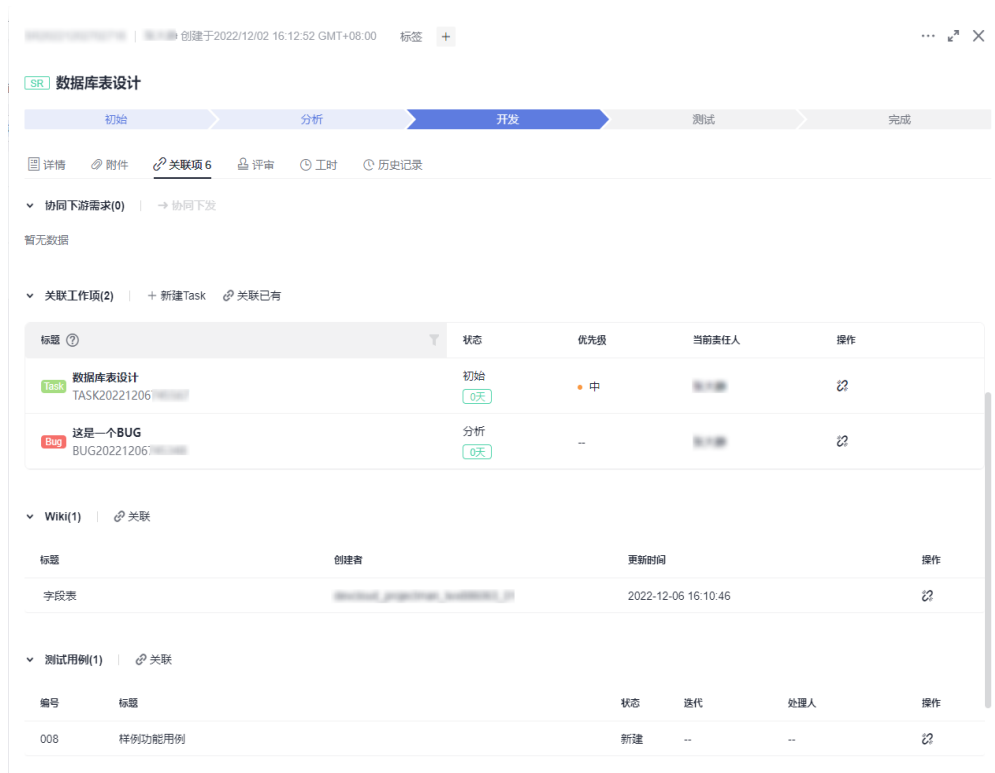 创建于2022/12/02 16:12:52 GMT+08:00 标签 +
SR 数据库表设计
初始 分析 开发 测试 完成
详情 附件 关联项 6 评审 工时 历史记录
协同下游需求(0) 协同下发
暂无数据
关联工作项(2) + 新建Task 关联已有
标题 状态 优先级 当前责任人 操作
Task 数据库表设计 初始
TASK20221206 0天 中
Bug 这是一个BUG 分析
BUG20221206 0天 --
Wiki(1) 关联
标题 创建者 更新时间 操作
字段表 2022-12-06 16:10:46
测试用例(1) 关联
编号 标题 状态 迭代 处理人 操作
008 样例功能用例 新建 -- --